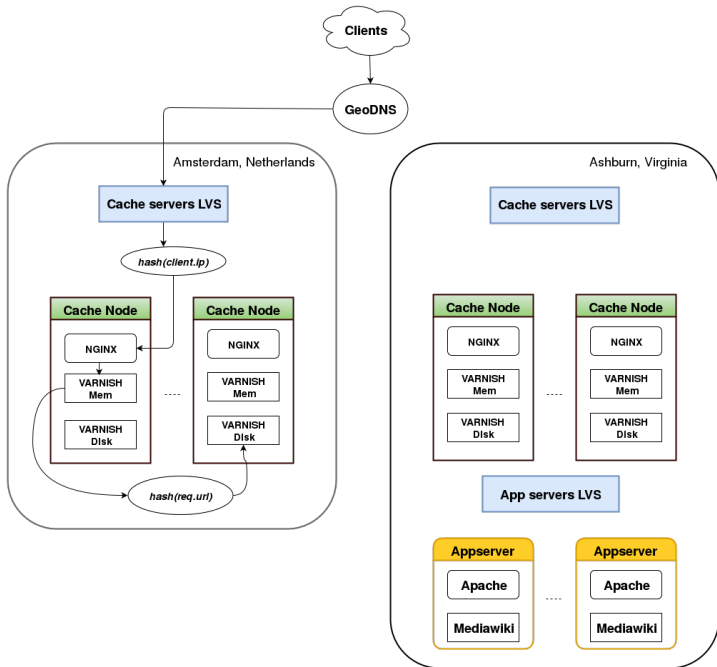 Clients
GeoDNS
Amsterdam, Netherlands
Cache servers LVS
hash(client.ip)
Cache Node
NGINX
VARNISH
Mem
VARNISH
Disk
....
Cache Node
NGINX
VARNISH
Mem
VARNISH
Disk
hash(req.url)
Ashburn, Virginia
Cache servers LVS
Cache Node
NGINX
VARNISH
Mem
VARNISH
Disk
....
Cache Node
NGINX
VARNISH
Mem
VARNISH
Disk
App servers LVS
Appserver
Apache
Mediawiki
....
Appserver
Apache
Mediawiki